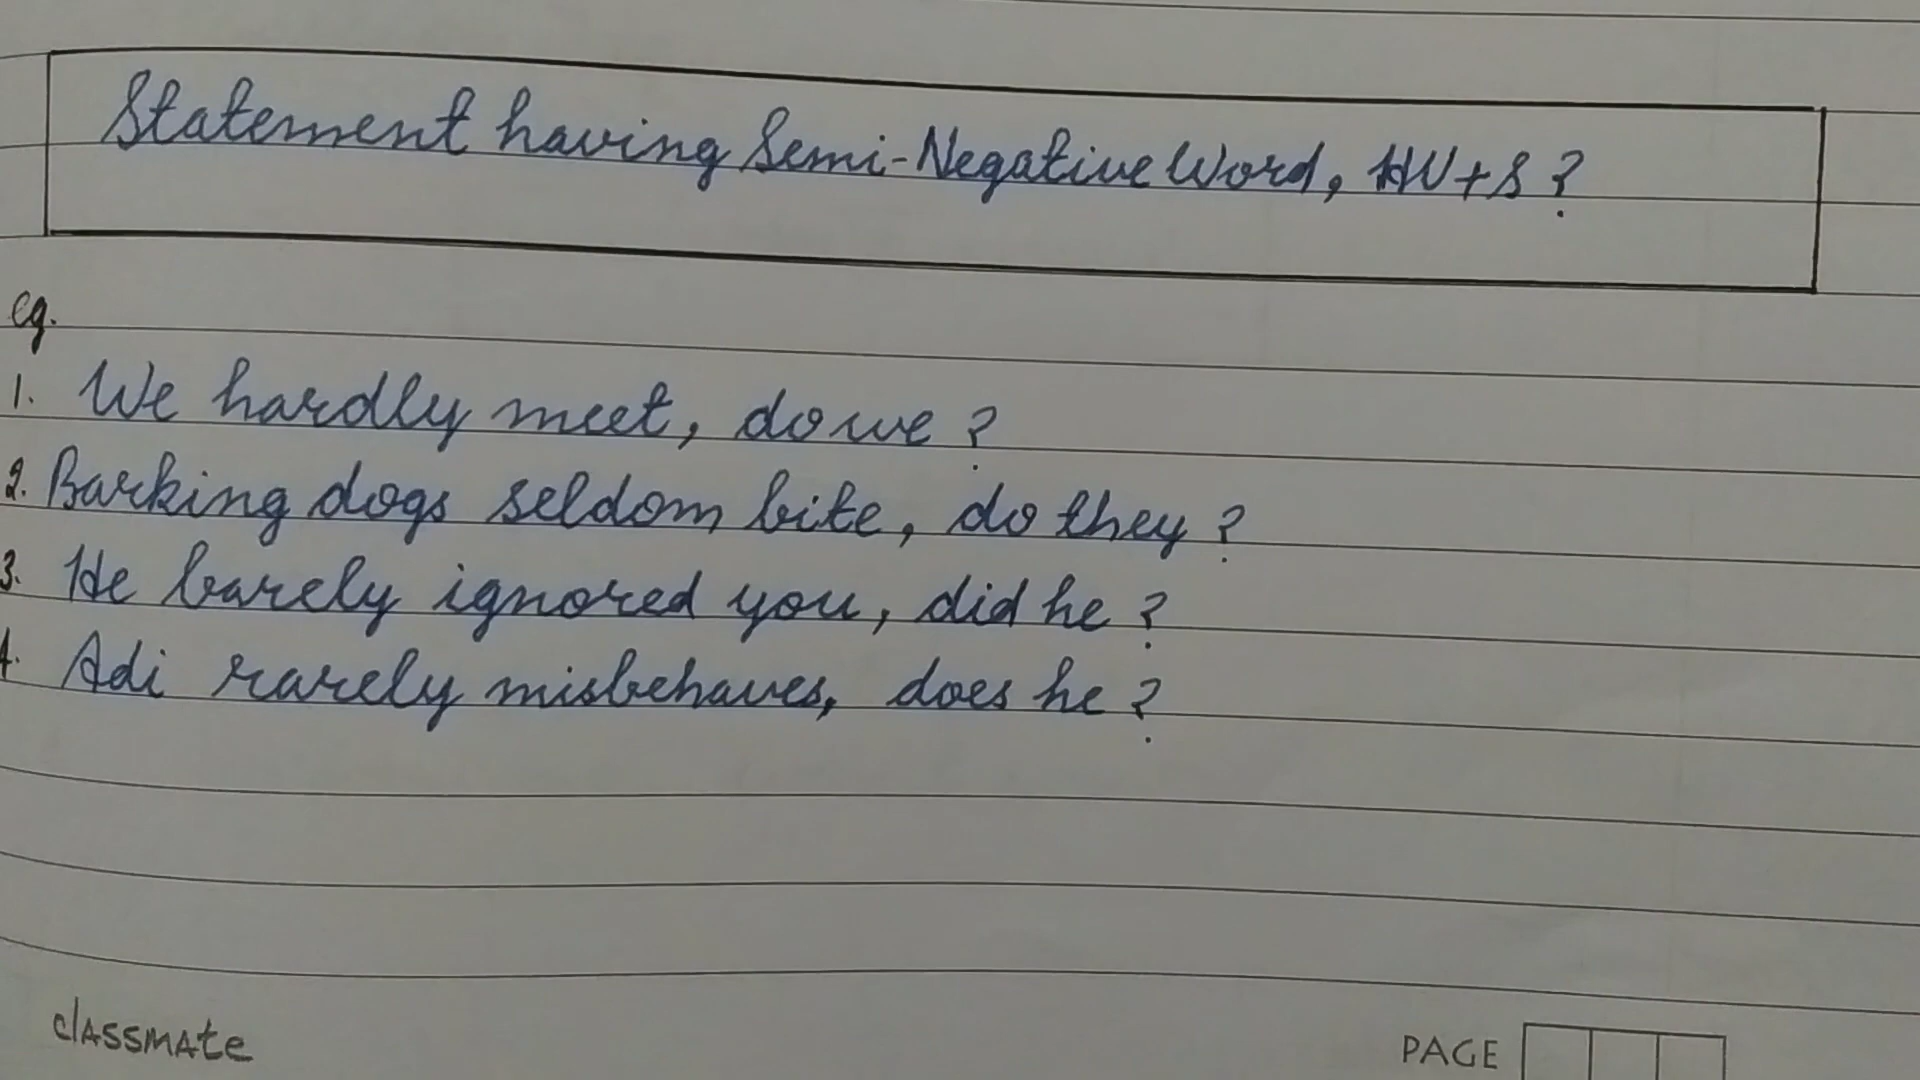 Statement having Semi-Negative Word, HV+S?
eg.
1. We hardly meet, do we?
2. Barking dogs seldom bite, do they?
3. He barely ignored you, did he?
4. Adi rarely misbehaves, does he?
classmate
PAGE